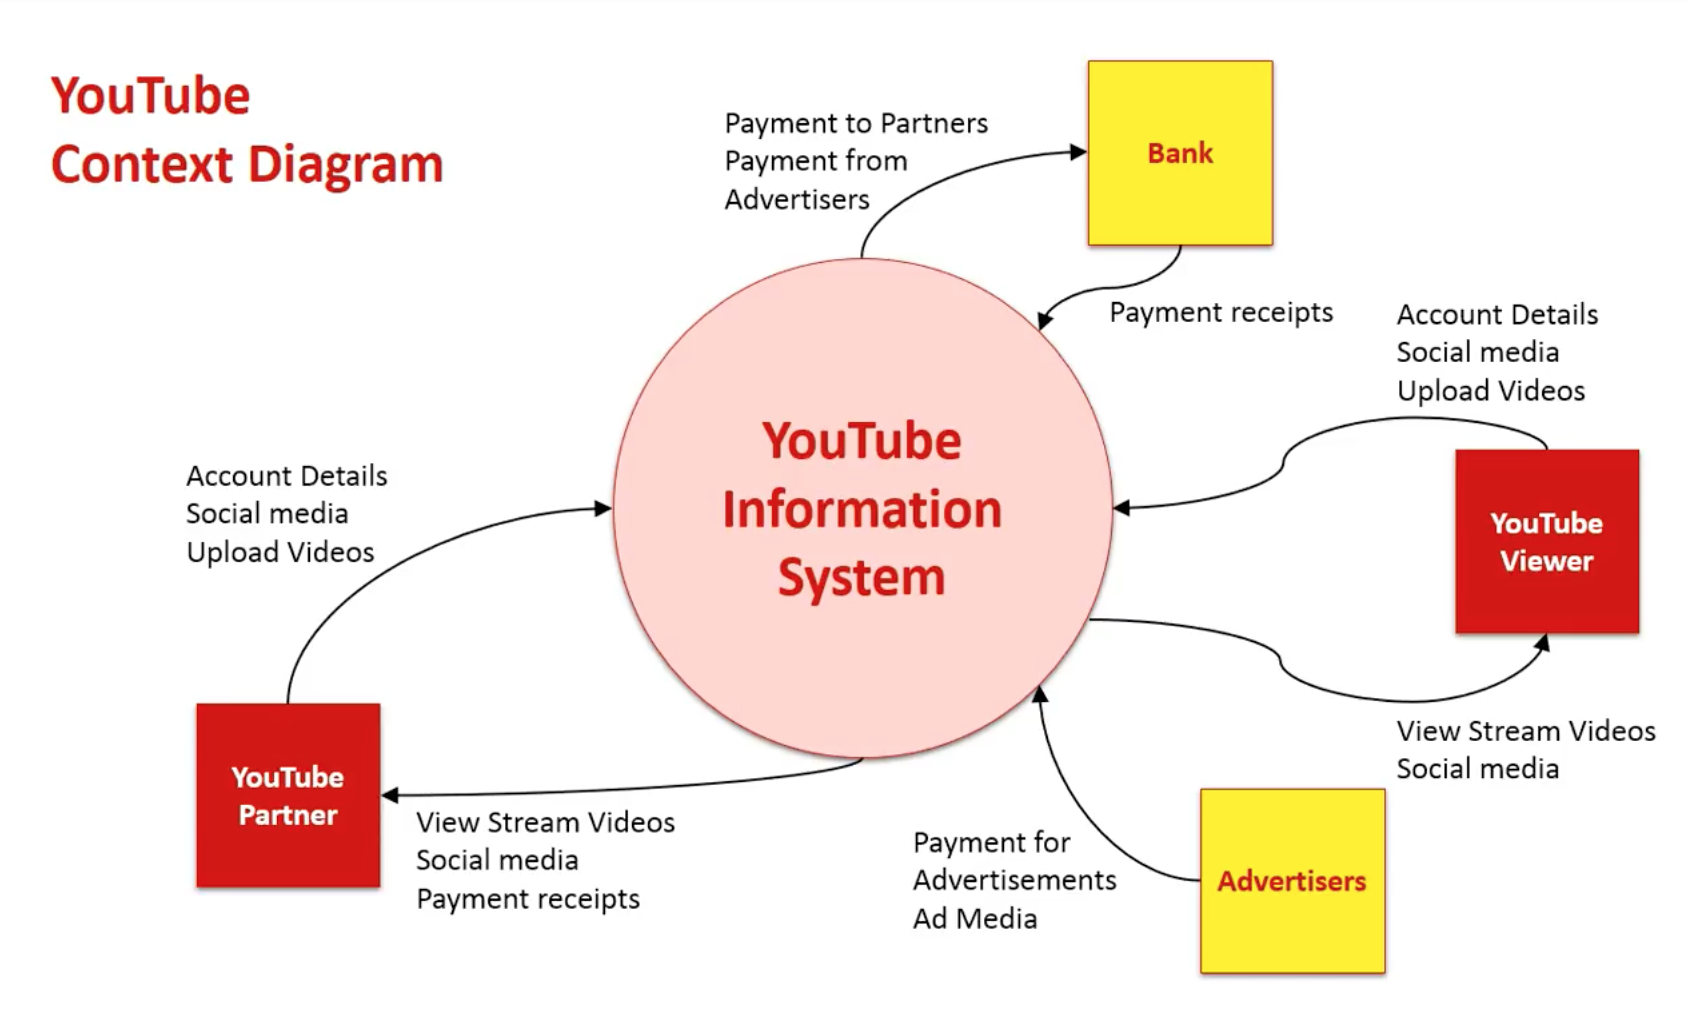 YouTube
Context Diagram
Payment to Partners
Payment from
Advertisers
Bank
Payment receipts
Account Details
Social media
Upload Videos
YouTube
Information
System
Account Details
Social media
Upload Videos
YouTube
Viewer
View Stream Videos
Social media
YouTube
Partner
View Stream Videos
Social media
Payment receipts
Payment for
Advertisements
Ad Media
Advertisers